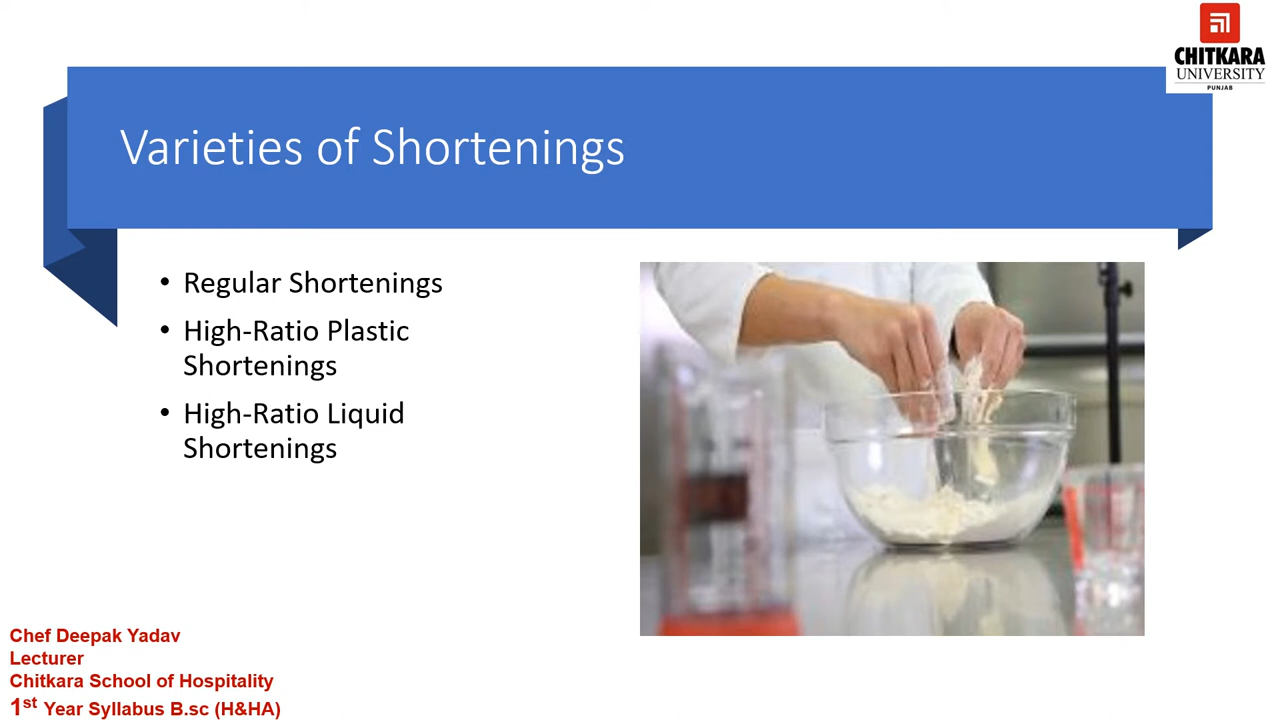 CHITKARA
UNIVERSITY
PUNJAB
Varieties of Shortenings
• Regular Shortenings
• High-Ratio Plastic
Shortenings
• High-Ratio Liquid
Shortenings
Chef Deepak Yadav
Lecturer
Chitkara School of Hospitality
1st Year Syllabus B.sc (H&HA)